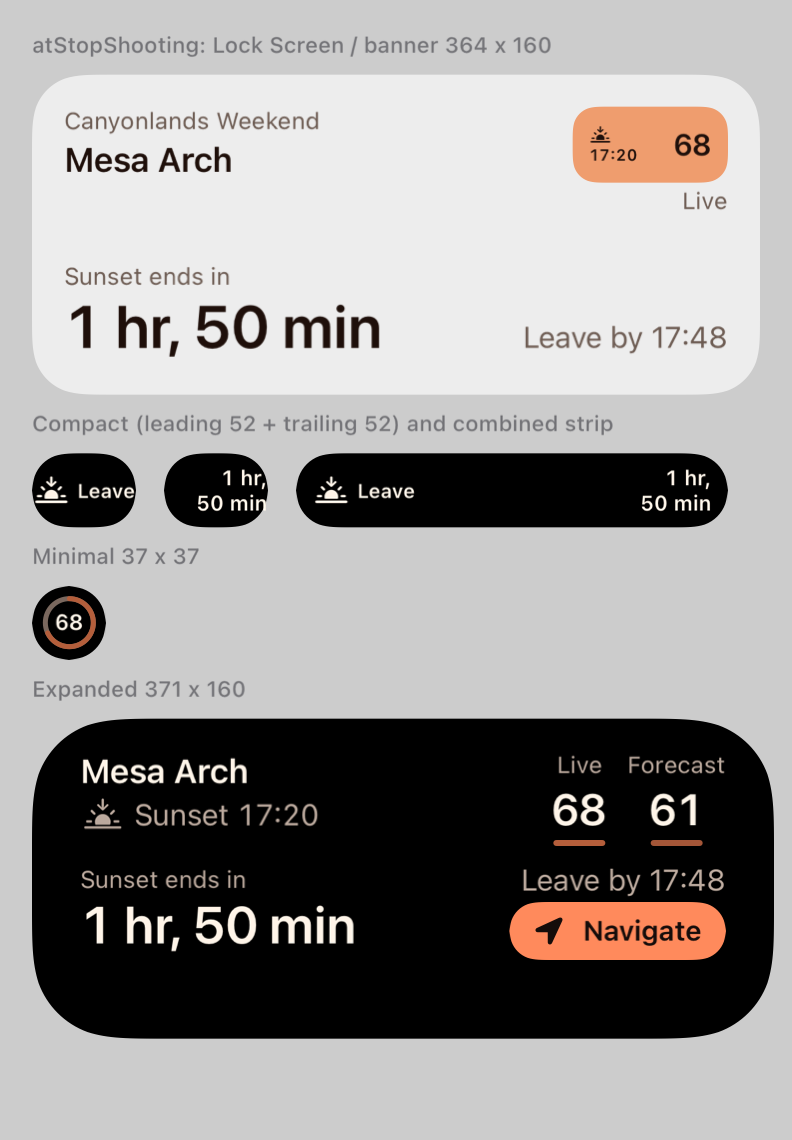 atStopShooting: Lock Screen / banner 364 x 160
Canyonlands Weekend
Mesa Arch
17:20
68
Live
Sunset ends in
1 hr, 50 min
Leave by 17:48
Compact (leading 52 + trailing 52) and combined strip
Leave
1 hr,
50 min
Leave
1 hr,
50 min
Minimal 37 x 37
68
Expanded 371 x 160
Mesa Arch
Sunset 17:20
Live
Forecast
68
61
Sunset ends in
1 hr, 50 min
Leave by 17:48
Navigate